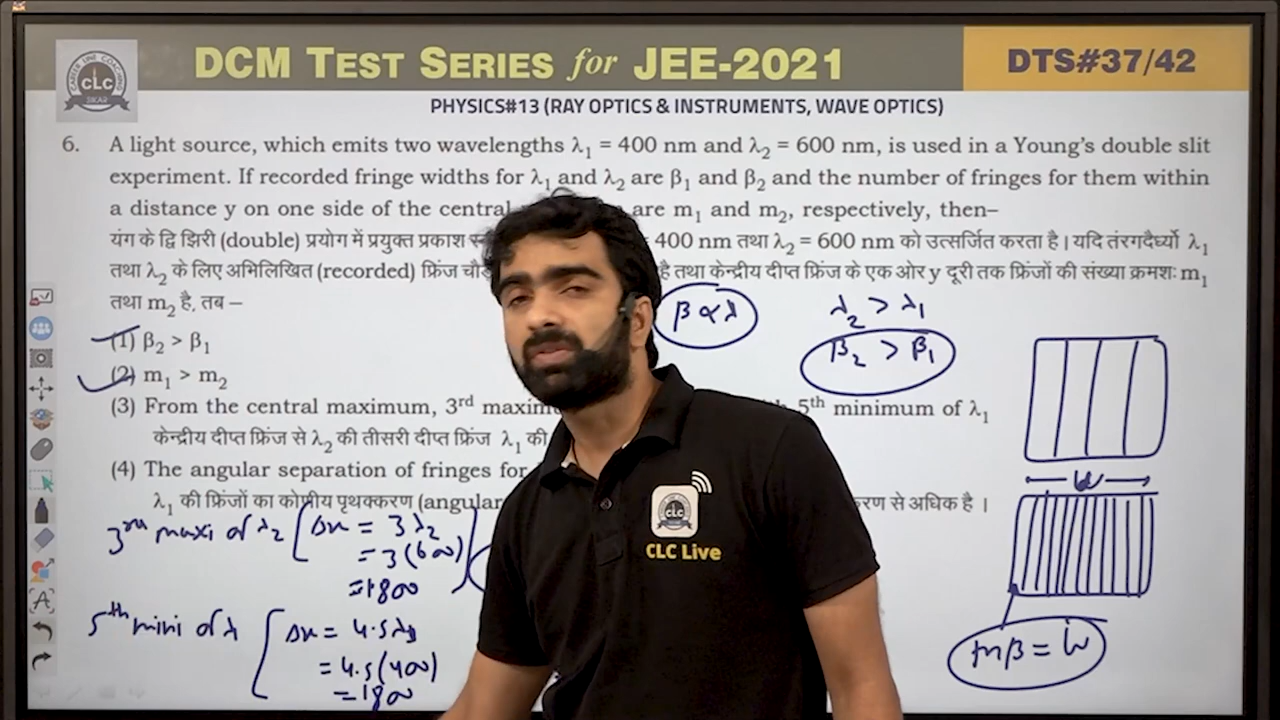 DCM TEST SERIES for JEE-2021
DTS#37/42
CAREER LINE COACHING
CLC
SIKAR
PHYSICS#13 (RAY OPTICS & INSTRUMENTS, WAVE OPTICS)
6. A light source, which emits two wavelengths λ₁ = 400 nm and λ₂ = 600 nm, is used in a Young's double slit
experiment. If recorded fringe widths for λ₁ and λ₂ are β₁ and β₂ and the number of fringes for them within
a distance y on one side of the central are m₁ and m₂, respectively, then–
यंग के द्वि झिरी (double) प्रयोग में प्रयुक्त प्रकाश 400 nm तथा λ₂ = 600 nm को उत्सर्जित करता है। यदि तंरगदैर्ध्यो λ₁
तथा λ₂ के लिए अभिलिखित (recorded) फ्रिंज है तथा केन्द्रीय दीप्त फ्रिंज के एक ओर y दूरी तक फ्रिंजों की संख्या क्रमशः m₁
तथा m₂ है, तब –
β ∝ λ
λ₂ > λ₁
(1) β₂ > β₁
β₂ > β₁
(2) m₁ > m₂
(3) From the central maximum, 3rd 5th minimum of λ₁
केन्द्रीय दीप्त फ्रिंज से λ₂ की तीसरी दीप्त फ्रिंज λ₁ की
(4) The angular separation of fringes for
λ₁ की फ्रिंजों का कोणीय पृथक्करण (angular से अधिक है।
W
3rd maxi of λ₂ Δx = 3λ₂
= 3(600)
= 1800
5th mini of λ Δx = 4.5λ₁
= 4.5(400)
= 1800
mβ = W
CLC
CLC Live